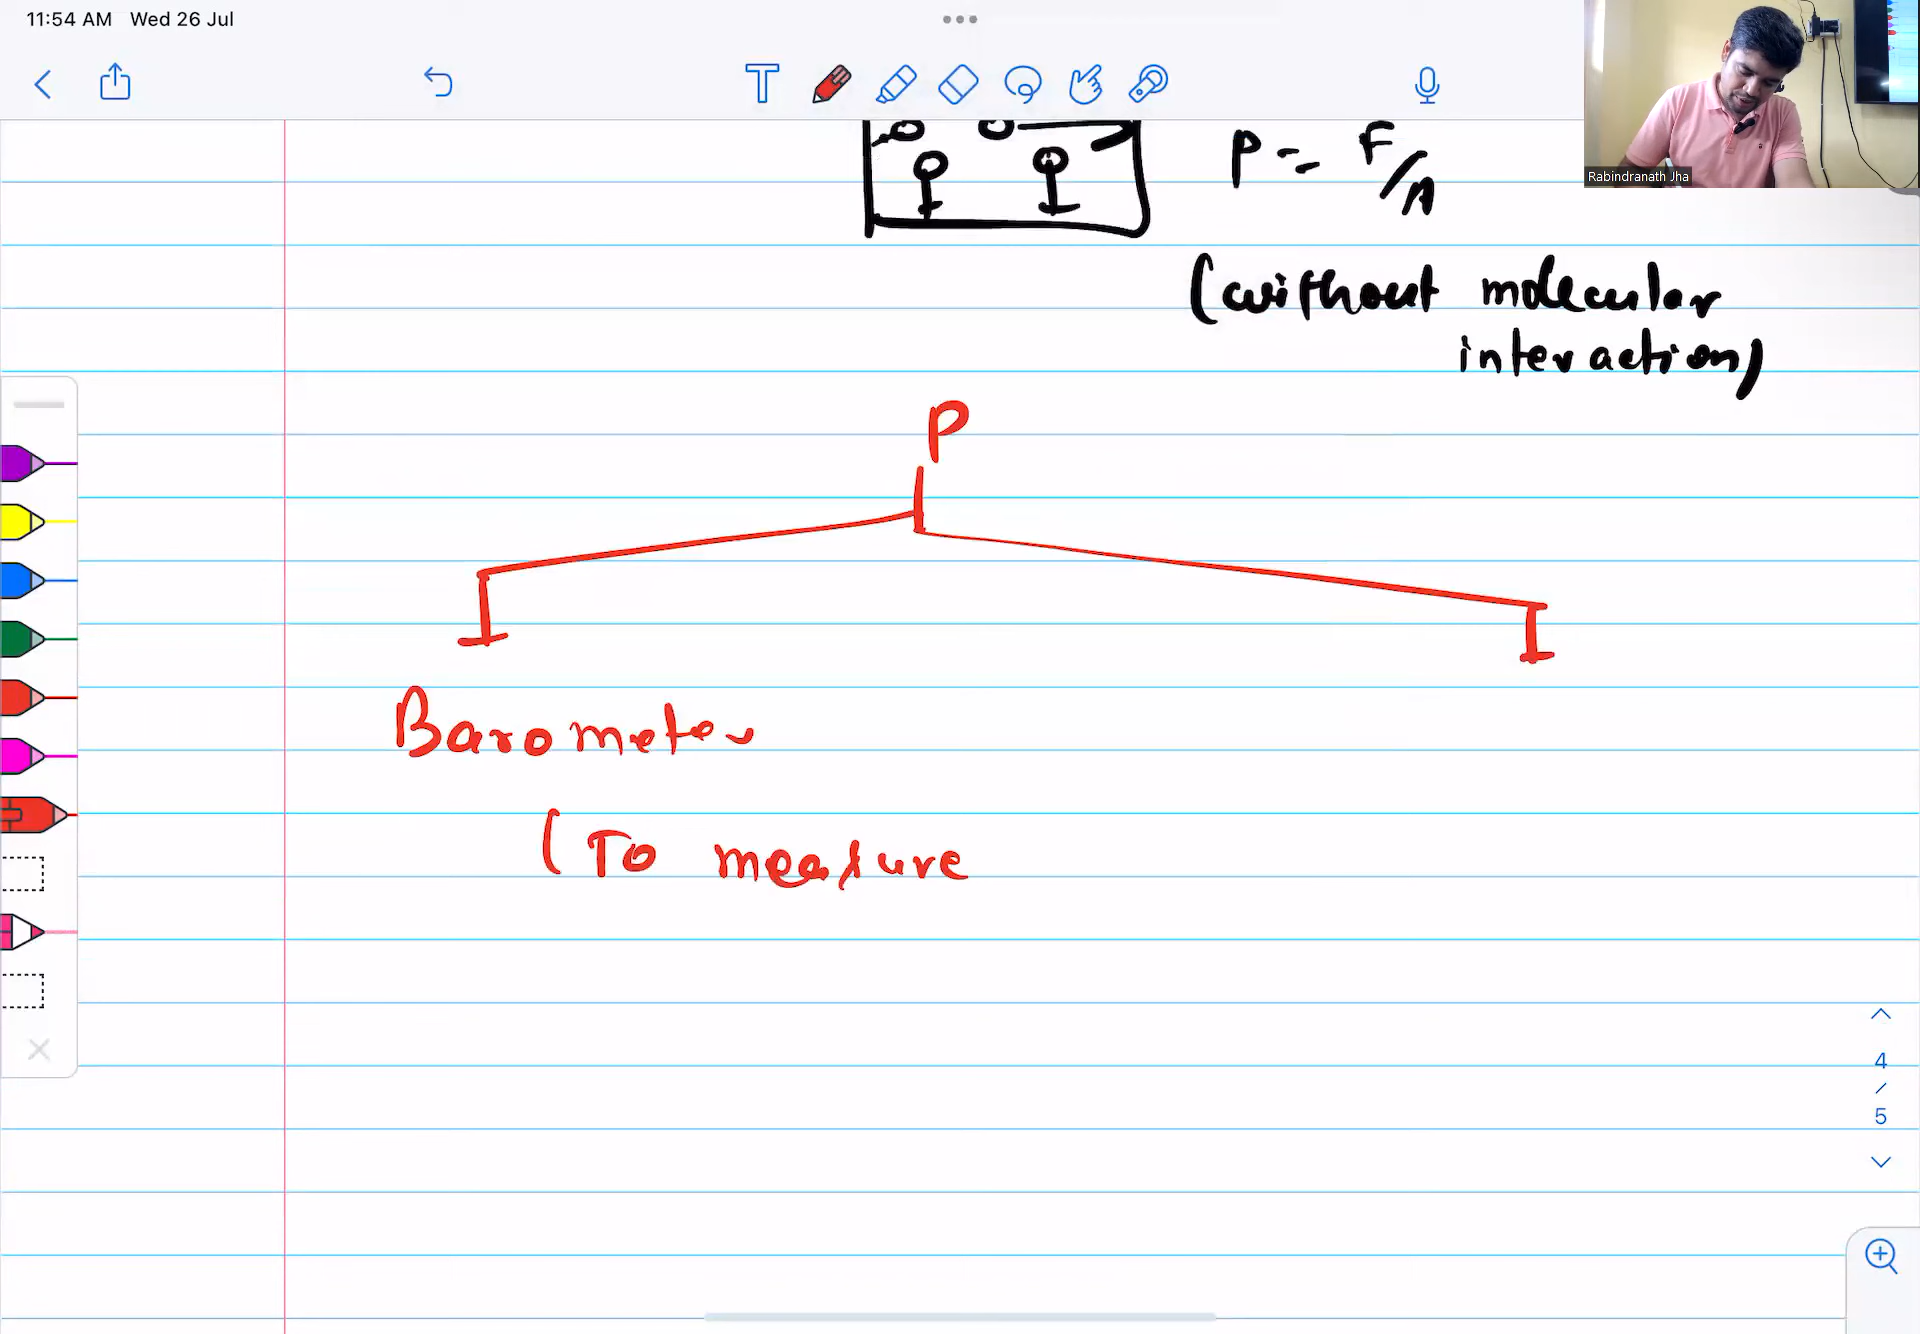 11:54 AM Wed 26 Jul
Rabindranath Jha
P = F/A
(without molecular
interaction)
P
Barometer
(To measure
4
/
5